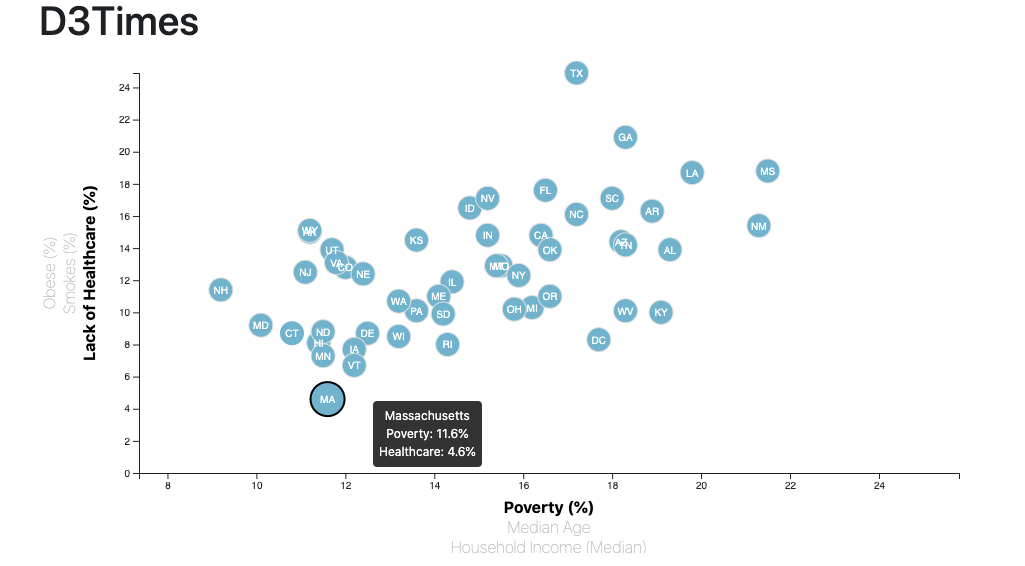 D3Times
TX
24
22
GA
20
LA
MS
18
FL
NV
SC
ID
AR
NC
16
NM
WY
AK
IN
CA
KS
AZ
TN
14
UT
OK
AL
VA
CO
MO
NJ
NE
NY
12
IL
NH
ME
OR
WA
PA
SD
OH
MI
WV
KY
10
MD
CT
ND
DE
WI
HI
DC
8
RI
IA
MN
VT
6
MA
4
2
0
Massachusetts
Poverty: 11.6%
Healthcare: 4.6%
8
10
12
14
16
18
20
22
24
Obese (%)
Smokes (%)
Lack of Healthcare (%)
Poverty (%)
Median Age
Household Income (Median)